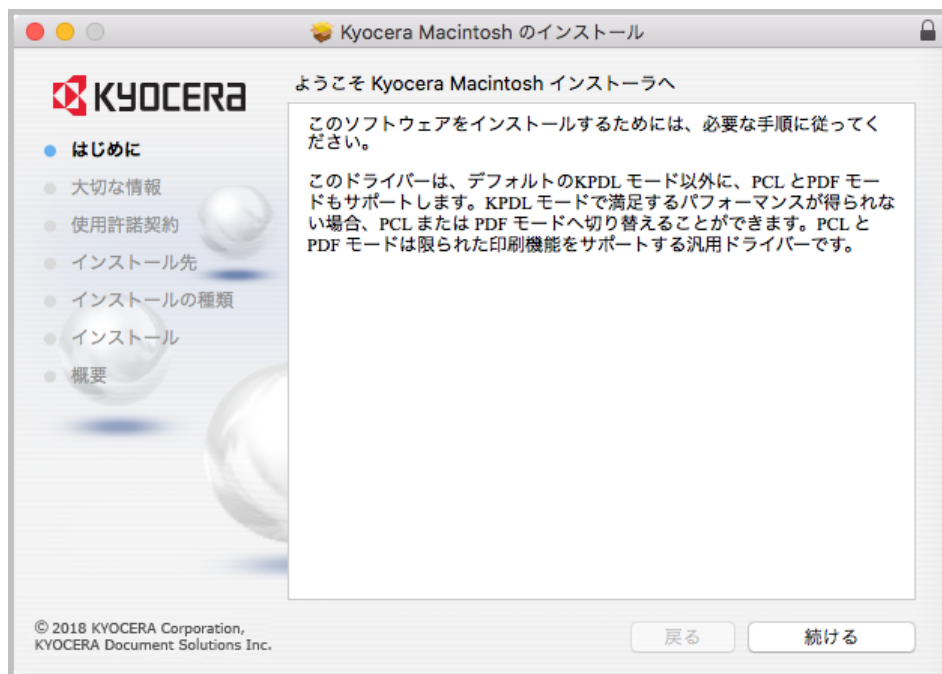 Kyocera Macintosh のインストール
KYOCERA
ようこそ Kyocera Macintosh インストーラへ
はじめに
大切な情報
使用許諾契約
インストール先
インストールの種類
インストール
概要
このソフトウェアをインストールするためには、必要な手順に従ってく
ださい。
このドライバーは、デフォルトのKPDL モード以外に、PCL とPDF モー
ドもサポートします。KPDL モードで満足するパフォーマンスが得られな
い場合、PCL または PDF モードへ切り替えることができます。PCL と
PDF モードは限られた印刷機能をサポートする汎用ドライバーです。
© 2018 KYOCERA Corporation,
KYOCERA Document Solutions Inc.
戻る
続ける